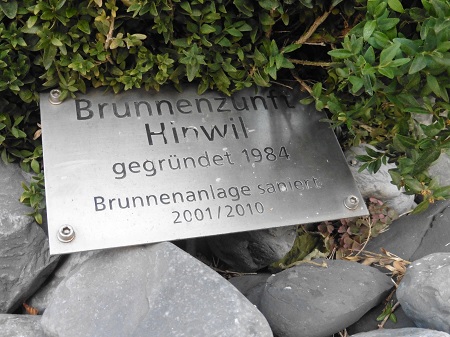 Brunnenzunft
Hinwil
gegründet 1984
Brunnenanlage saniert
2001/2010